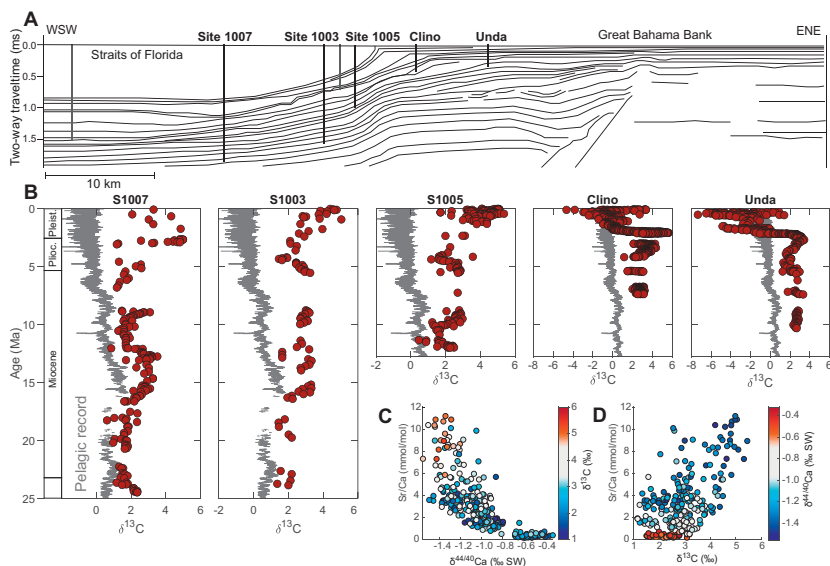 A
WSW
ENE
Site 1007
Site 1003
Site 1005
Clino
Unda
Great Bahama Bank
Straits of Florida
Two-way traveltime (ms)
0.0
0.5
1.0
1.5
10 km
B
S1007
S1003
S1005
Clino
Unda
Age (Ma)
0
5
10
15
20
25
Pleist.
Plioc.
Miocene
Pelagic record
0 2 4 6
δ13C
0 2 4 6
δ13C
-2 0 2 4 6
δ13C
-8 -6 -4 -2 0 2 4 6
δ13C
-8 -6 -4 -2 0 2 4 6
δ13C
C
Sr/Ca (mmol/mol)
12
10
8
6
4
2
0
-1.4 -1.2 -1.0 -0.8 -0.6 -0.4
δ44/40Ca (‰ SW)
6
5
4
3
2
1
δ13C (‰)
D
Sr/Ca (mmol/mol)
12
10
8
6
4
2
0
1 2 3 4 5 6
δ13C (‰)
-0.4
-0.6
-0.8
-1.0
-1.2
-1.4
δ44/40Ca (‰ SW)